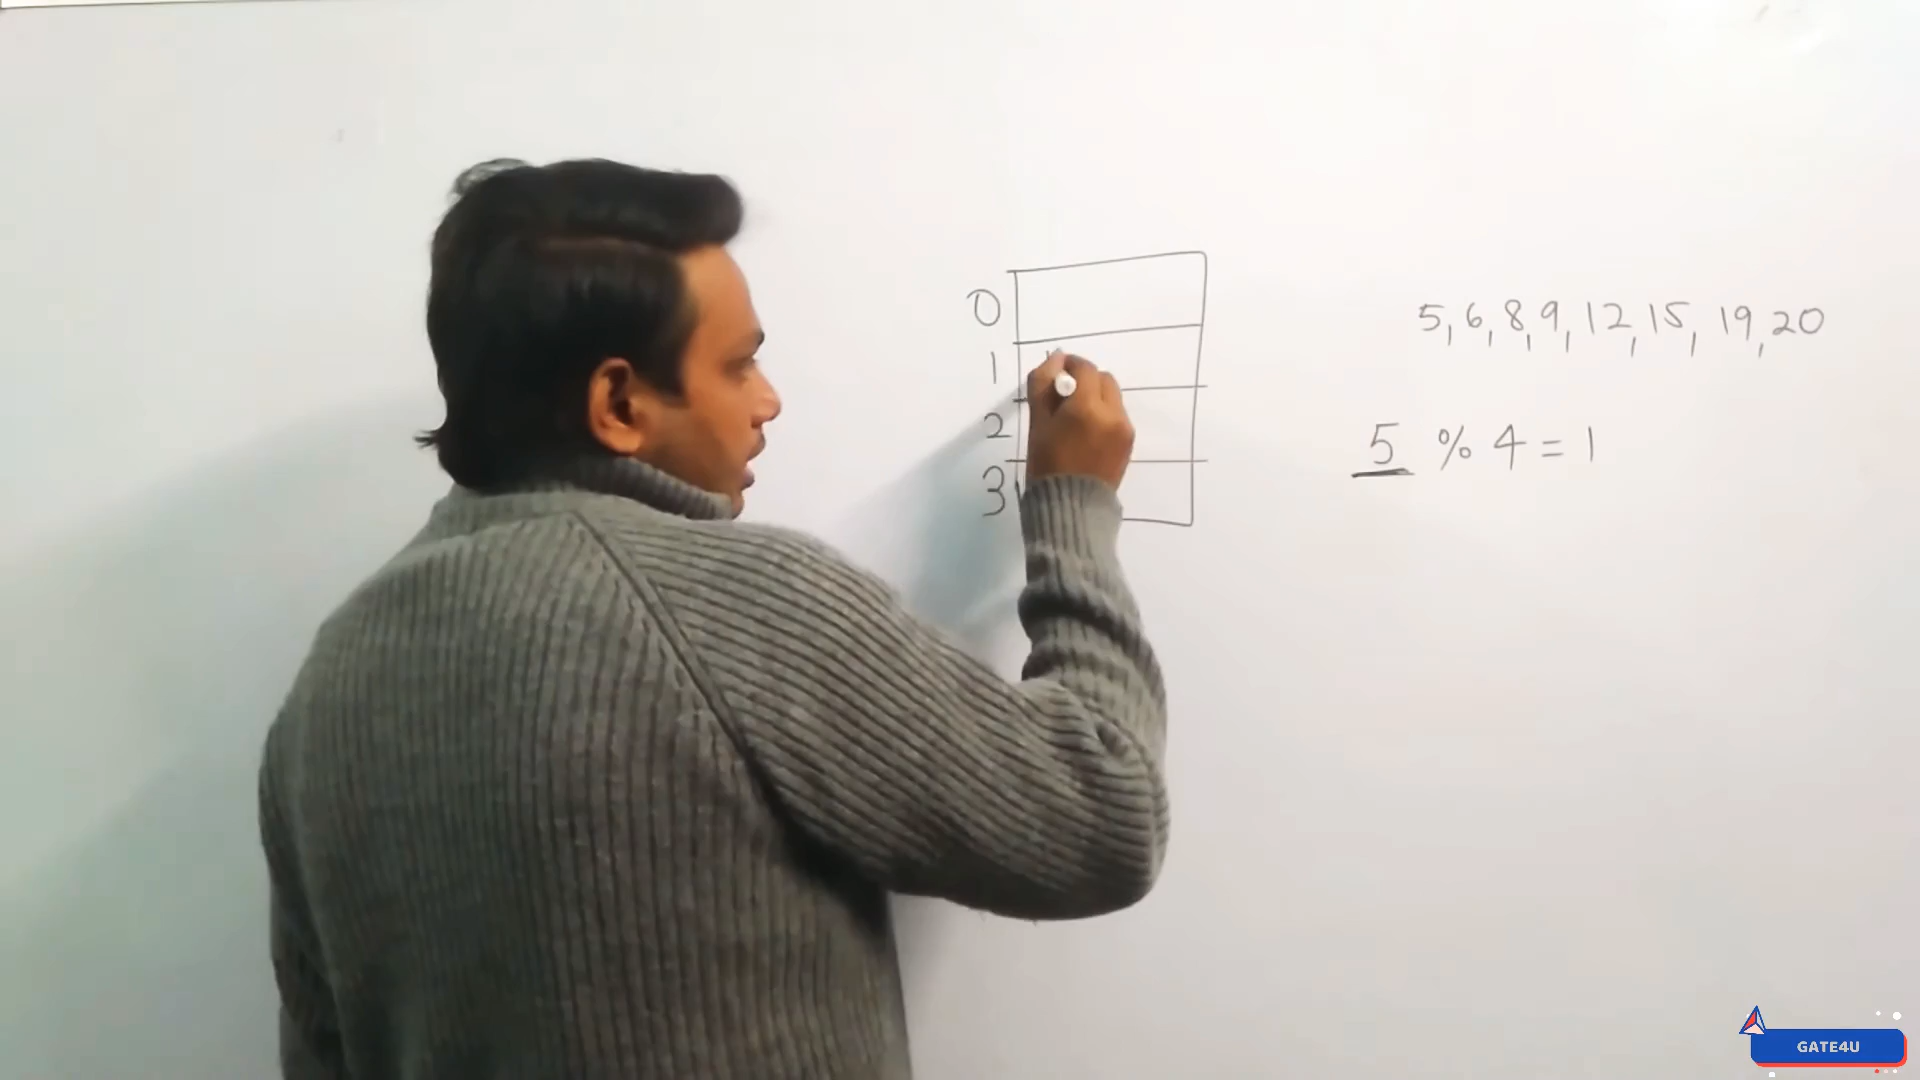 0
1
2
3
5, 6, 8, 9, 12, 15, 19, 20
5 % 4 = 1
GATE4U